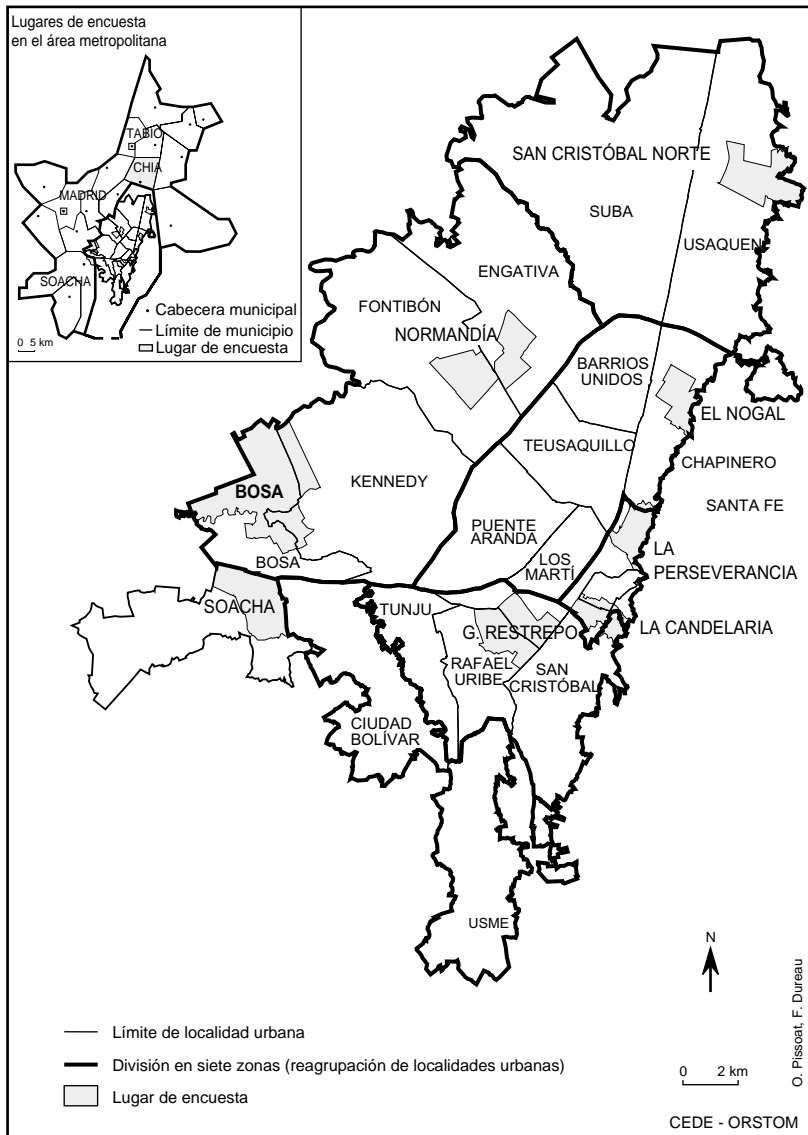 Lugares de encuesta
en el área metropolitana
TABIO
CHIA
MADRID
SOACHA
Cabecera municipal
Límite de municipio
Lugar de encuesta
0 5 km
SAN CRISTÓBAL NORTE
SUBA
USAQUEN
ENGATIVA
FONTIBÓN
NORMANDÍA
BARRIOS
UNIDOS
EL NOGAL
TEUSAQUILLO
CHAPINERO
KENNEDY
BOSA
SANTA FE
PUENTE
ARANDA
LOS
MARTÍ
LA
PERSEVERANCIA
BOSA
SOACHA
TUNJU
G. RESTREPO
LA CANDELARIA
RAFAEL
URIBE
SAN
CRISTÓBAL
CIUDAD
BOLÍVAR
USME
N
Límite de localidad urbana
División en siete zonas (reagrupación de localidades urbanas)
Lugar de encuesta
0 2 km
O. Pissoat, F. Dureau
CEDE - ORSTOM